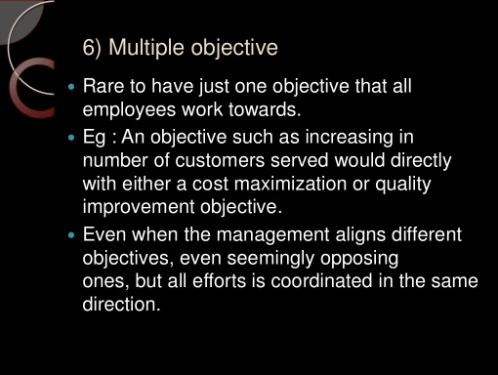 6) Multiple objective
• Rare to have just one objective that all
employees work towards.
• Eg : An objective such as increasing in
number of customers served would directly
with either a cost maximization or quality
improvement objective.
• Even when the management aligns different
objectives, even seemingly opposing
ones, but all efforts is coordinated in the same
direction.